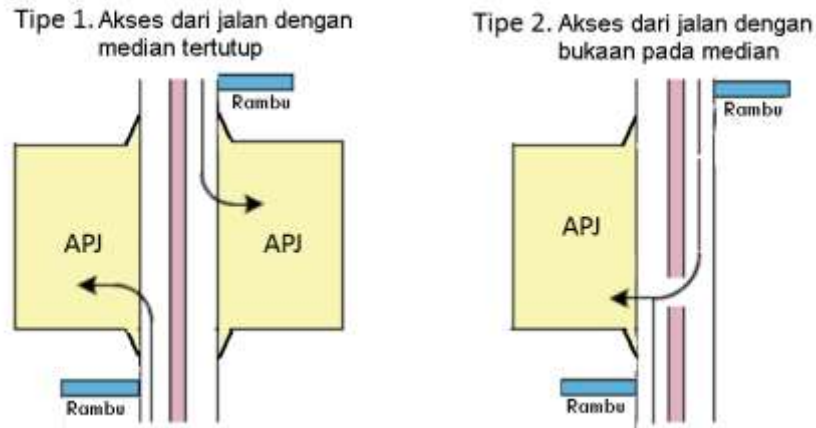 Tipe 1. Akses dari jalan dengan
median tertutup
Rambu
APJ
APJ
Rambu
Tipe 2. Akses dari jalan dengan
bukaan pada median
Rambu
APJ
Rambu